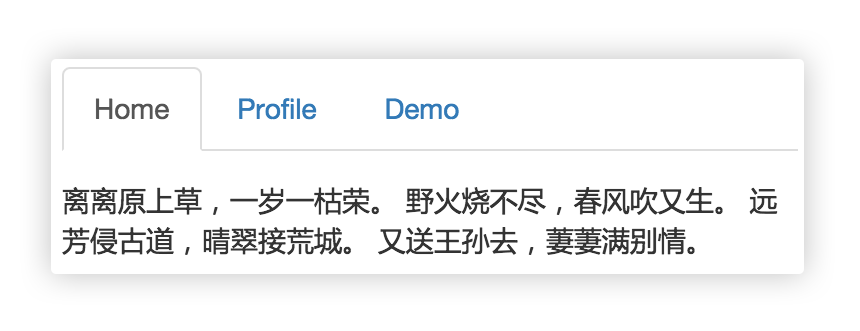 Home Profile Demo
离离原上草，一岁一枯荣。 野火烧不尽，春风吹又生。 远
芳侵古道，晴翠接荒城。 又送王孙去，萋萋满别情。